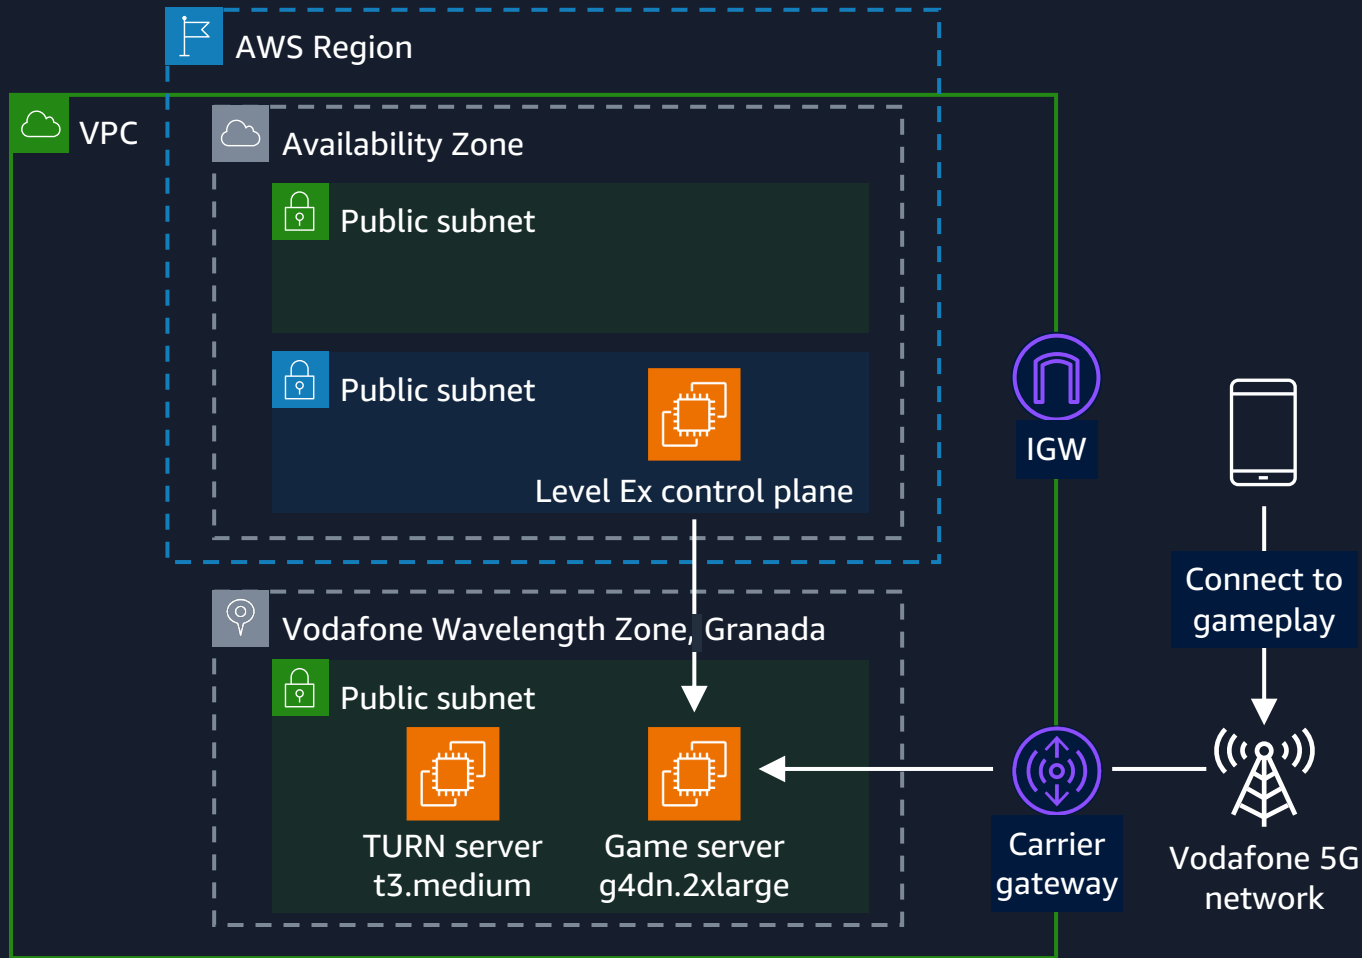 AWS Region
VPC
Availability Zone
Public subnet
Public subnet
Level Ex control plane
IGW
Connect to
gameplay
Vodafone Wavelength Zone, Granada
Public subnet
TURN server
t3.medium
Game server
g4dn.2xlarge
Carrier
gateway
Vodafone 5G
network